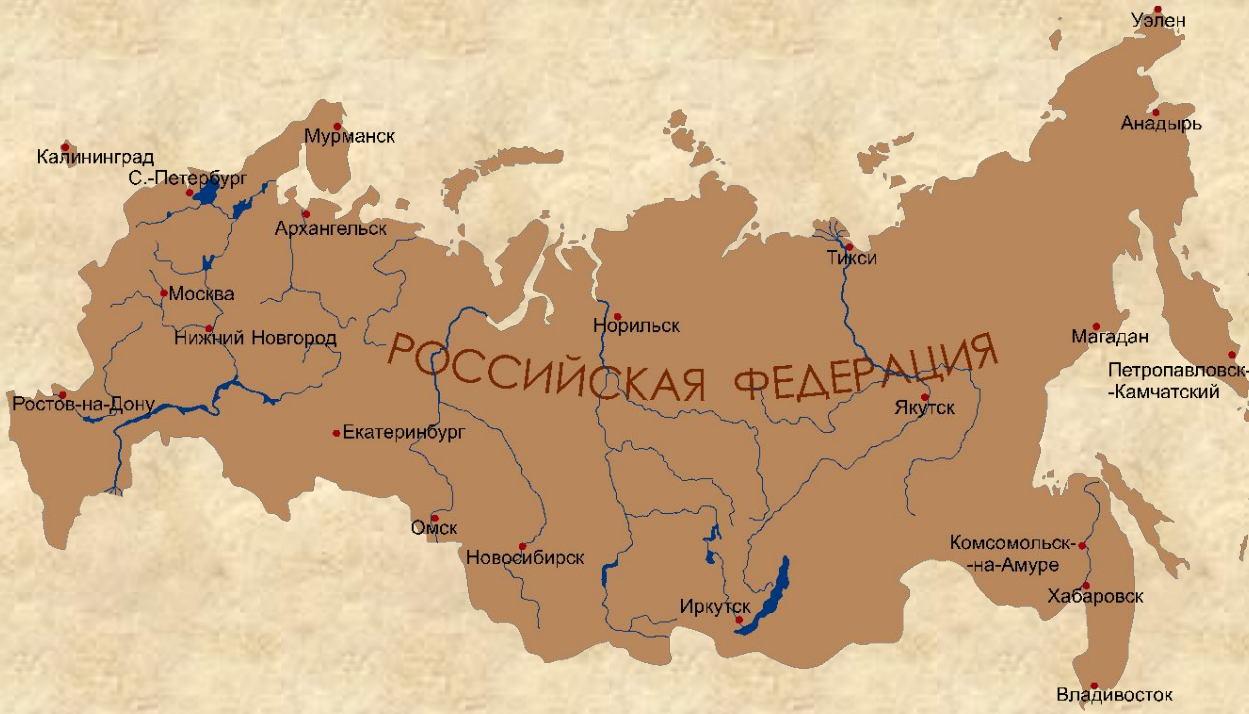 Уэлен
Анадырь
Мурманск
Калининград
С.-Петербург
Архангельск
Тикси
Москва
Норильск
Нижний Новгород
Магадан
РОССИЙСКАЯ ФЕДЕРАЦИЯ
Петропавловск-
-Камчатский
Ростов-на-Дону
Якутск
Екатеринбург
Омск
Новосибирск
Комсомольск-
-на-Амуре
Хабаровск
Иркутск
Владивосток